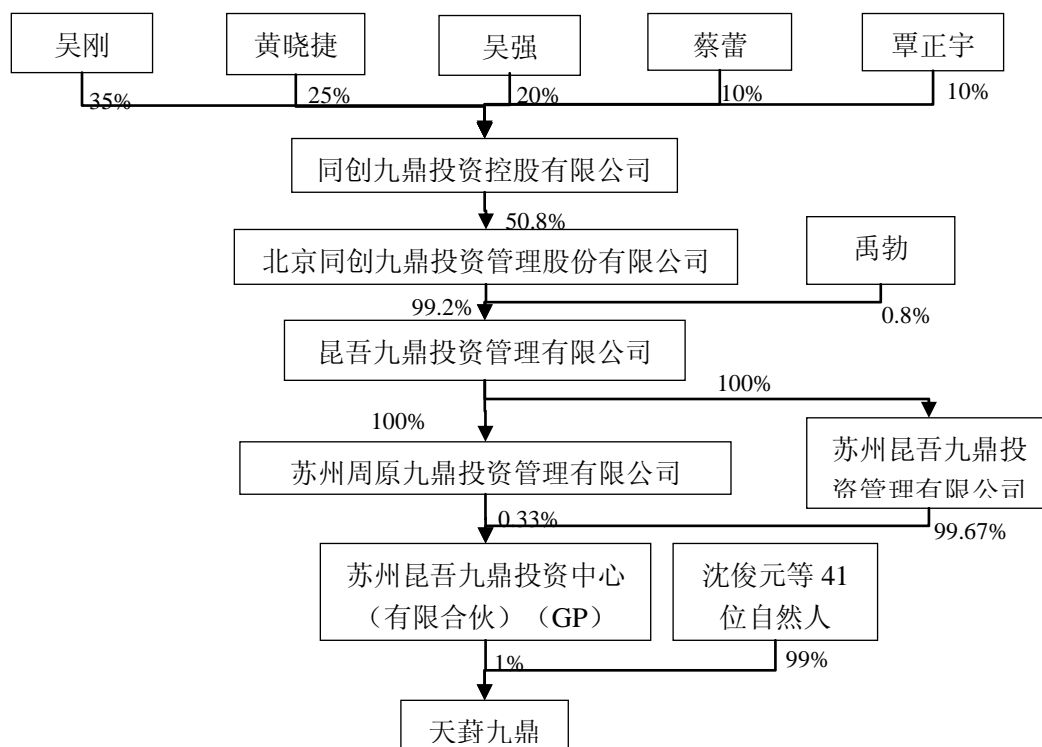 吴刚
黄晓捷
吴强
蔡蕾
覃正宇
35%
25%
20%
10%
10%
同创九鼎投资控股有限公司
50.8%
北京同创九鼎投资管理股份有限公司
禹勃
99.2%
0.8%
昆吾九鼎投资管理有限公司
100%
100%
苏州周原九鼎投资管理有限公司
苏州昆吾九鼎投
资管理有限公司
0.33%
99.67%
苏州昆吾九鼎投资中心
（有限合伙）（GP）
沈俊元等 41
位自然人
1%
99%
天葑九鼎